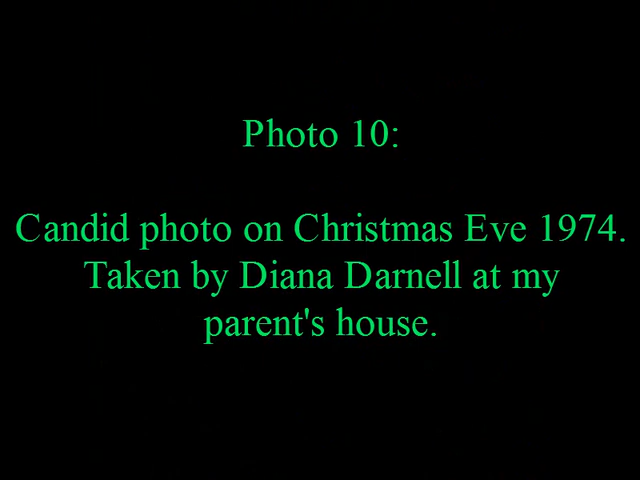 Photo 10:
Candid photo on Christmas Eve 1974.
Taken by Diana Darnell at my
parent's house.